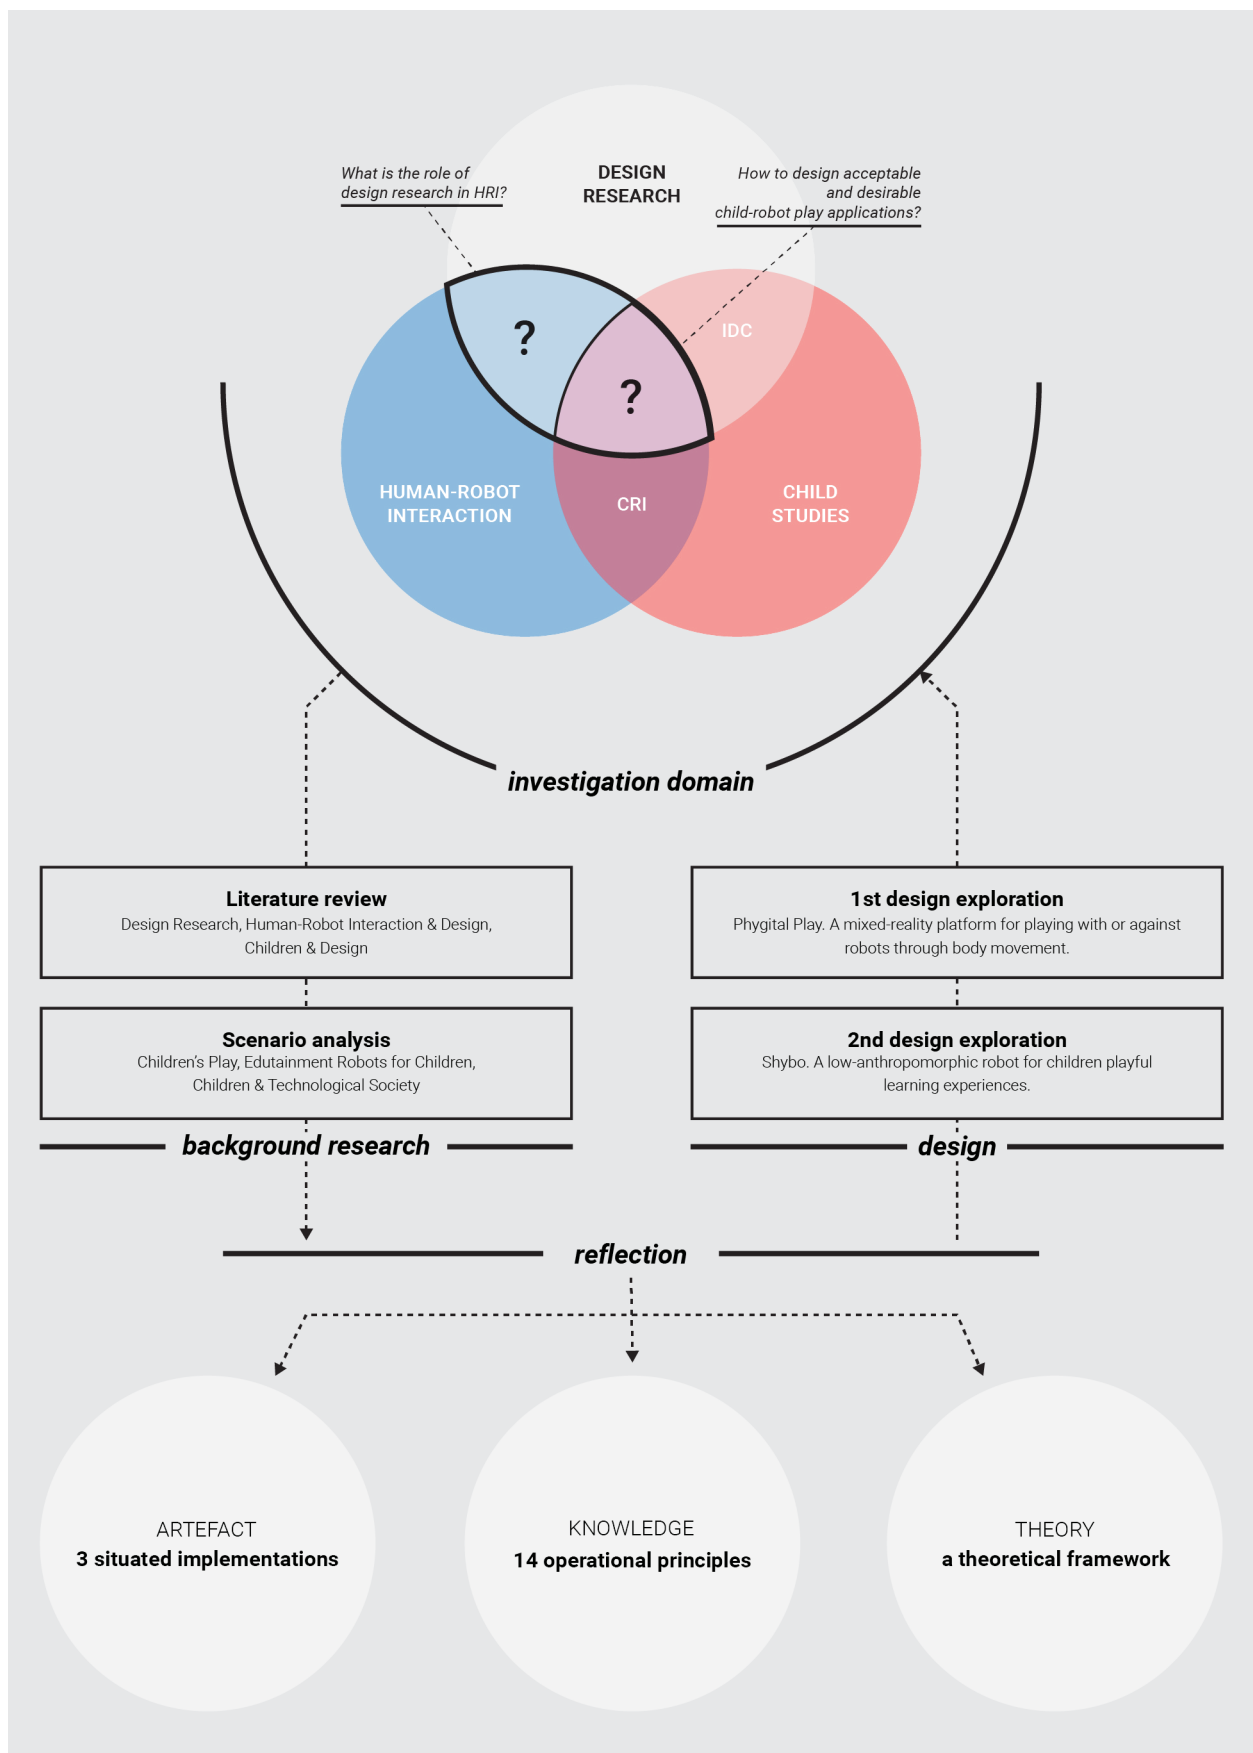 What is the role of
design research in HRI?
DESIGN
RESEARCH
How to design acceptable
and desirable
child-robot play applications?
?
IDC
?
HUMAN-ROBOT
INTERACTION
CRI
CHILD
STUDIES
investigation domain
Literature review
Design Research, Human-Robot Interaction & Design,
Children & Design
Scenario analysis
Children’s Play, Edutainment Robots for Children,
Children & Technological Society
background research
1st design exploration
Phygital Play. A mixed-reality platform for playing with or against
robots through body movement.
2nd design exploration
Shybo. A low-anthropomorphic robot for children playful
learning experiences.
design
reflection
ARTEFACT
3 situated implementations
KNOWLEDGE
14 operational principles
THEORY
a theoretical framework